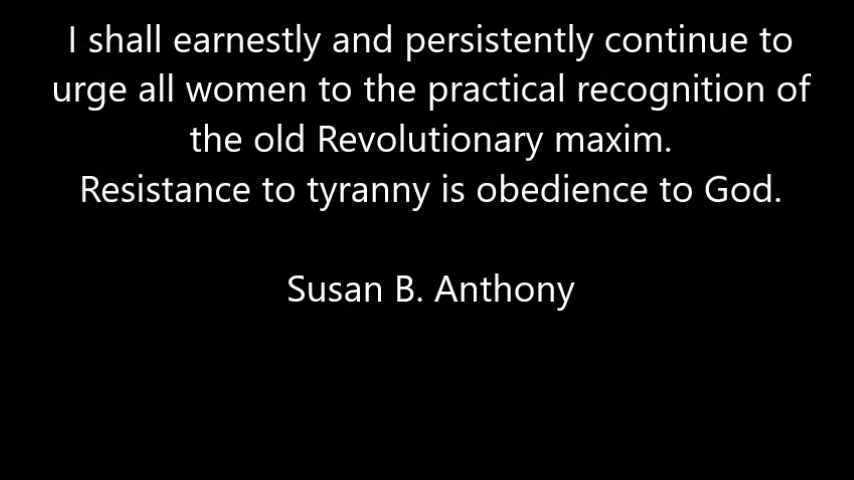 I shall earnestly and persistently continue to
urge all women to the practical recognition of
the old Revolutionary maxim.
Resistance to tyranny is obedience to God.
Susan B. Anthony